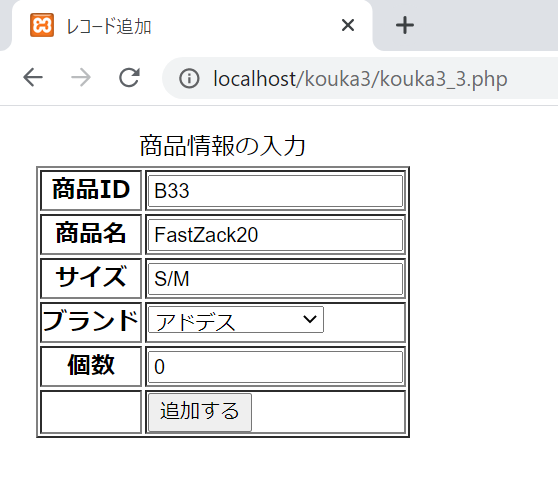 レコード追加
localhost/kouka3/kouka3_3.php
商品情報の入力
商品ID B33
商品名 FastZack20
サイズ S/M
ブランド アドデス
個数 0
追加する